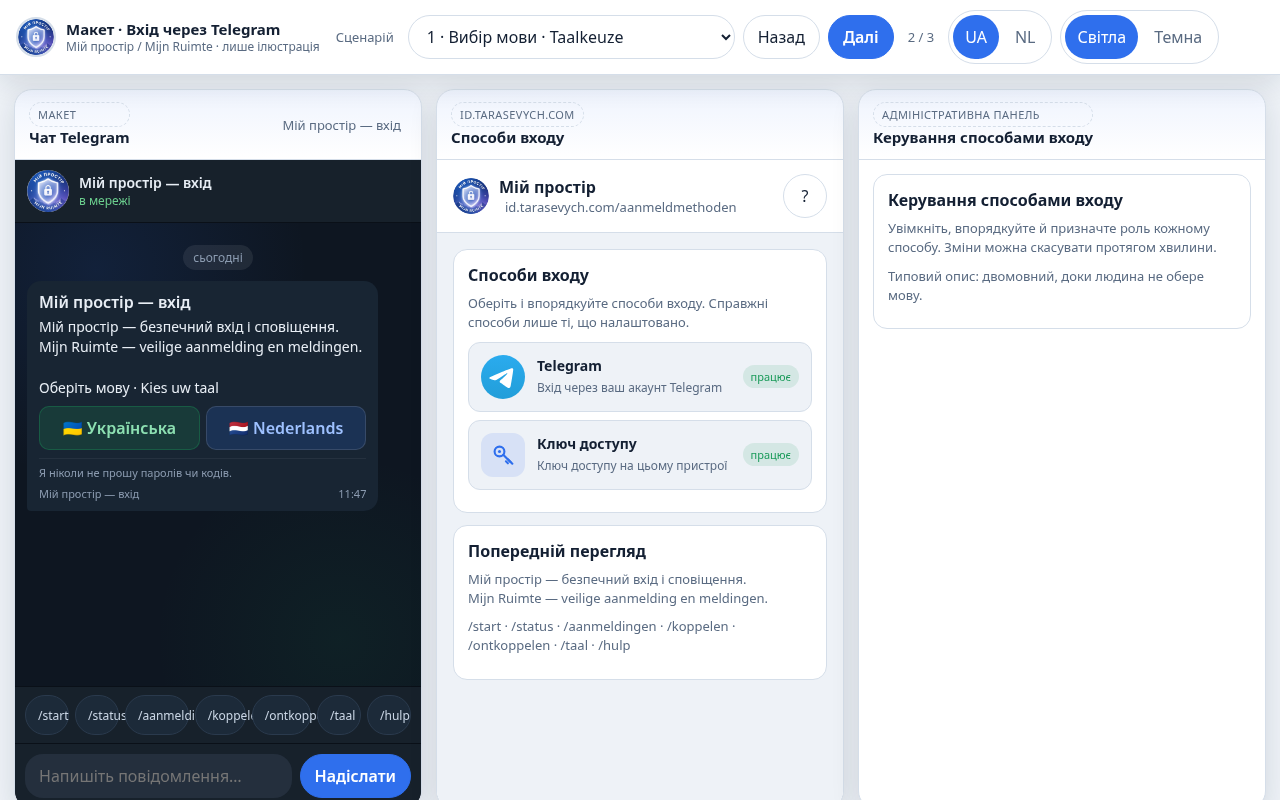 Макет · Вхід через Telegram
Мій простір / Mijn Ruimte · лише ілюстрація
Сценарій
1 · Вибір мови · Taalkeuze
Назад
Далі
2 / 3
UA
NL
Світла
Темна
МАКЕТ
Чат Telegram
Мій простір — вхід
Мій простір — вхід
в мережі
сьогодні
Мій простір — вхід
Мій простір — безпечний вхід і сповіщення.
Mijn Ruimte — veilige aanmelding en meldingen.
Оберіть мову · Kies uw taal
🇺🇦 Українська
🇳🇱 Nederlands
Я ніколи не прошу паролів чи кодів.
Мій простір — вхід
11:47
/start
/status
/aanmeldi
/koppel
/ontkopp
/taal
/hulp
Напишіть повідомлення…
Надіслати
ID.TARASEVYCH.COM
Способи входу
Мій простір
id.tarasevych.com/aanmeldmethoden
?
Способи входу
Оберіть і впорядкуйте способи входу. Справжні
способи лише ті, що налаштовано.
Telegram
Вхід через ваш акаунт Telegram
працює
Ключ доступу
Ключ доступу на цьому пристрої
працює
Попередній перегляд
Мій простір — безпечний вхід і сповіщення.
Mijn Ruimte — veilige aanmelding en meldingen.
/start · /status · /aanmeldingen · /koppelen ·
/ontkoppelen · /taal · /hulp
АДМІНІСТРАТИВНА ПАНЕЛЬ
Керування способами входу
Керування способами входу
Увімкніть, впорядкуйте й призначте роль кожному
способу. Зміни можна скасувати протягом хвилини.
Типовий опис: двомовний, доки людина не обере
мову.